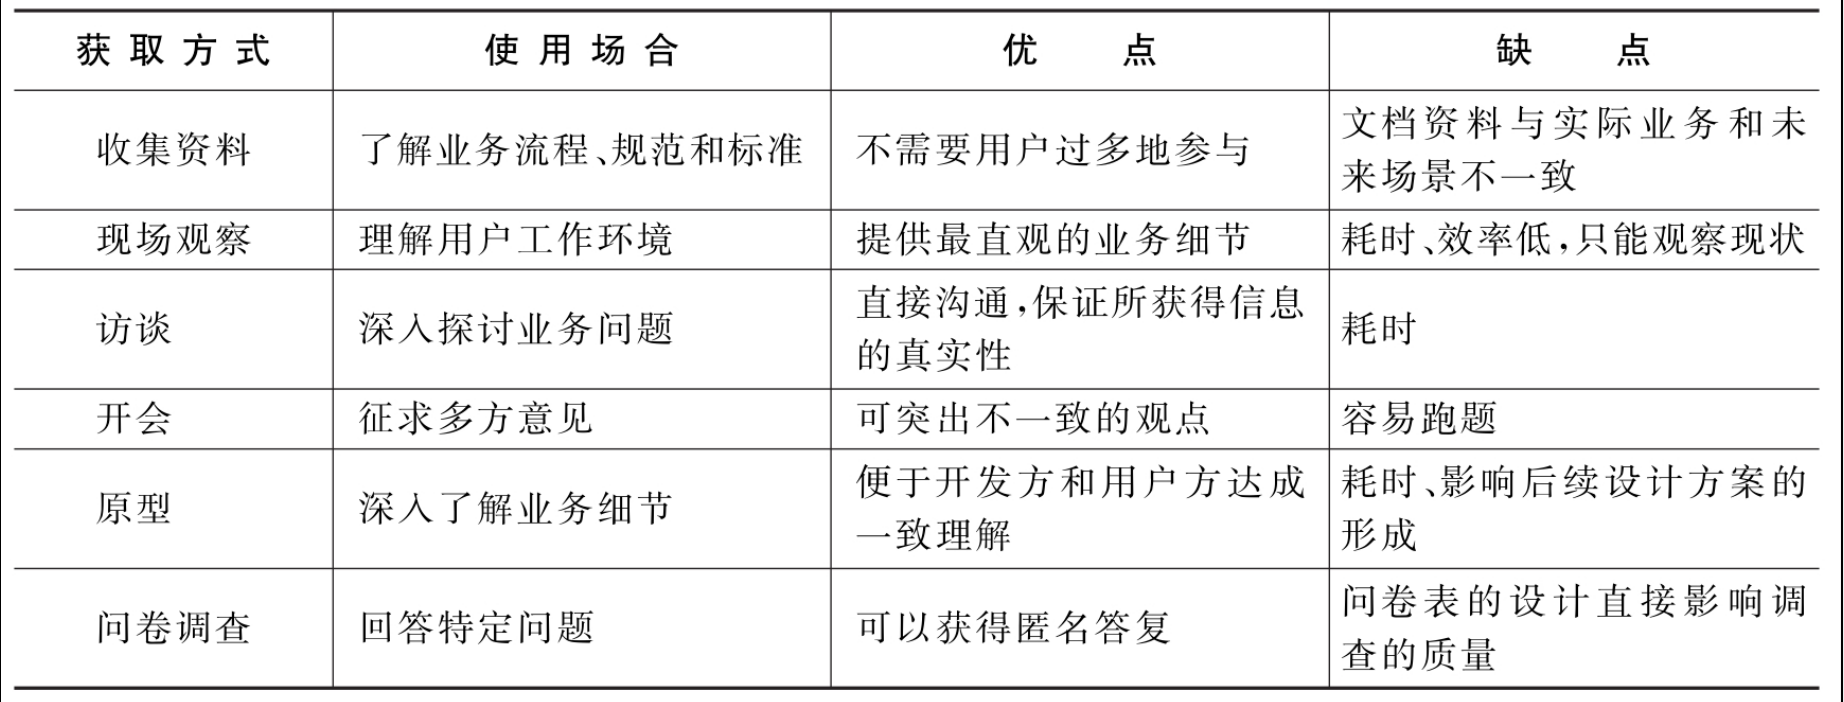 获取方式 使用场合 优点 缺点
收集资料 了解业务流程、规范和标准 不需要用户过多地参与 文档资料与实际业务和未
来场景不一致
现场观察 理解用户工作环境 提供最直观的业务细节 耗时、效率低,只能观察现状
访谈 深入探讨业务问题 直接沟通,保证所获得信息
的真实性 耗时
开会 征求多方意见 可突出不一致的观点 容易跑题
原型 深入了解业务细节 便于开发方和用户方达成
一致理解 耗时、影响后续设计方案的
形成
问卷调查 回答特定问题 可以获得匿名答复 问卷表的设计直接影响调
查的质量